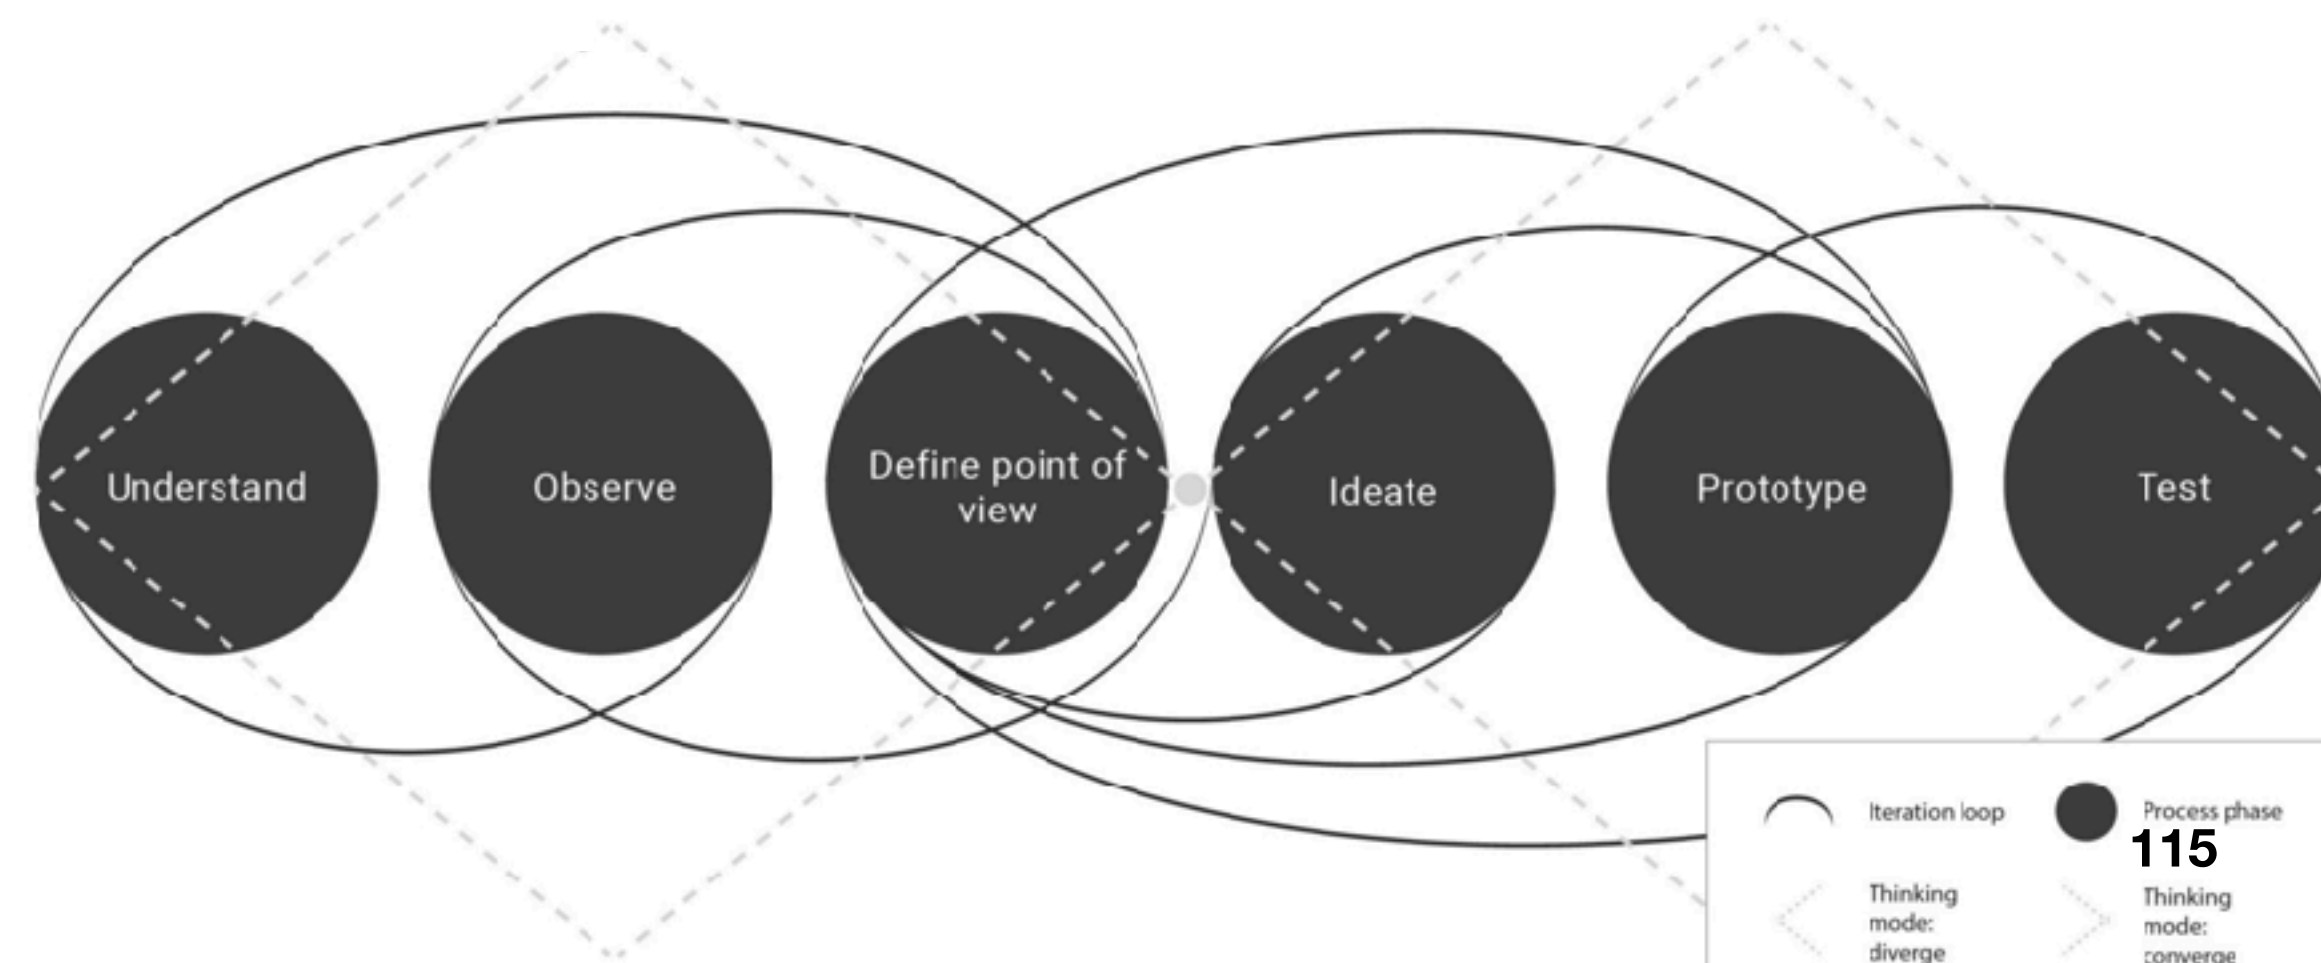 Understand
Observe
Define point of
view
Ideate
Prototype
Test
Iteration loop
Process phase
115
Thinking
mode:
diverge
Thinking
mode:
converge